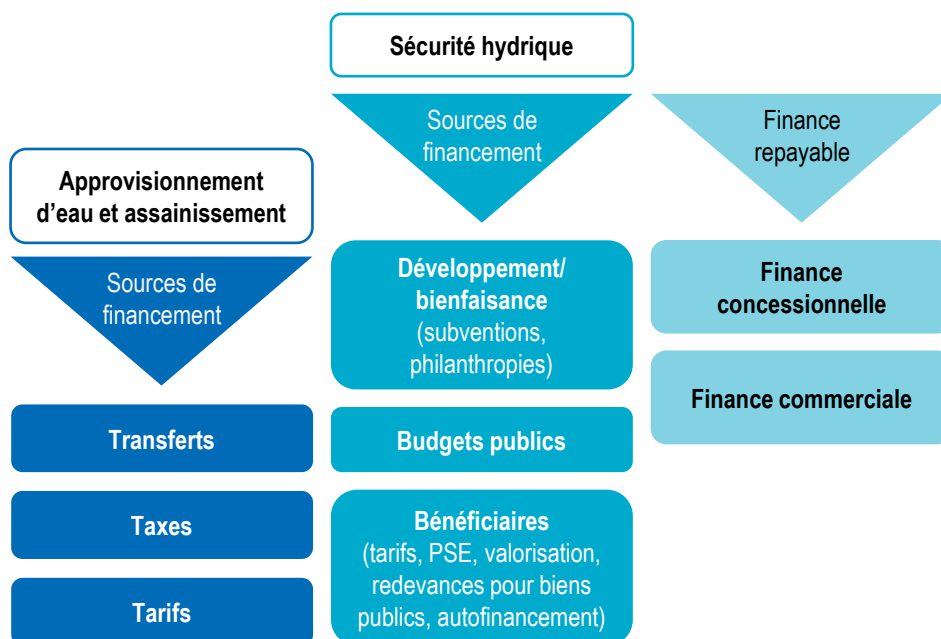 Sécurité hydrique
Sources de
financement
Finance
repayable
Approvisionnement
d’eau et assainissement
Sources de
financement
Développement/
bienfaisance
(subventions,
philanthropies)
Finance
concessionnelle
Finance commerciale
Transferts
Budgets publics
Taxes
Bénéficiaires
(tarifs, PSE, valorisation,
redevances pour biens
publics, autofinancement)
Tarifs